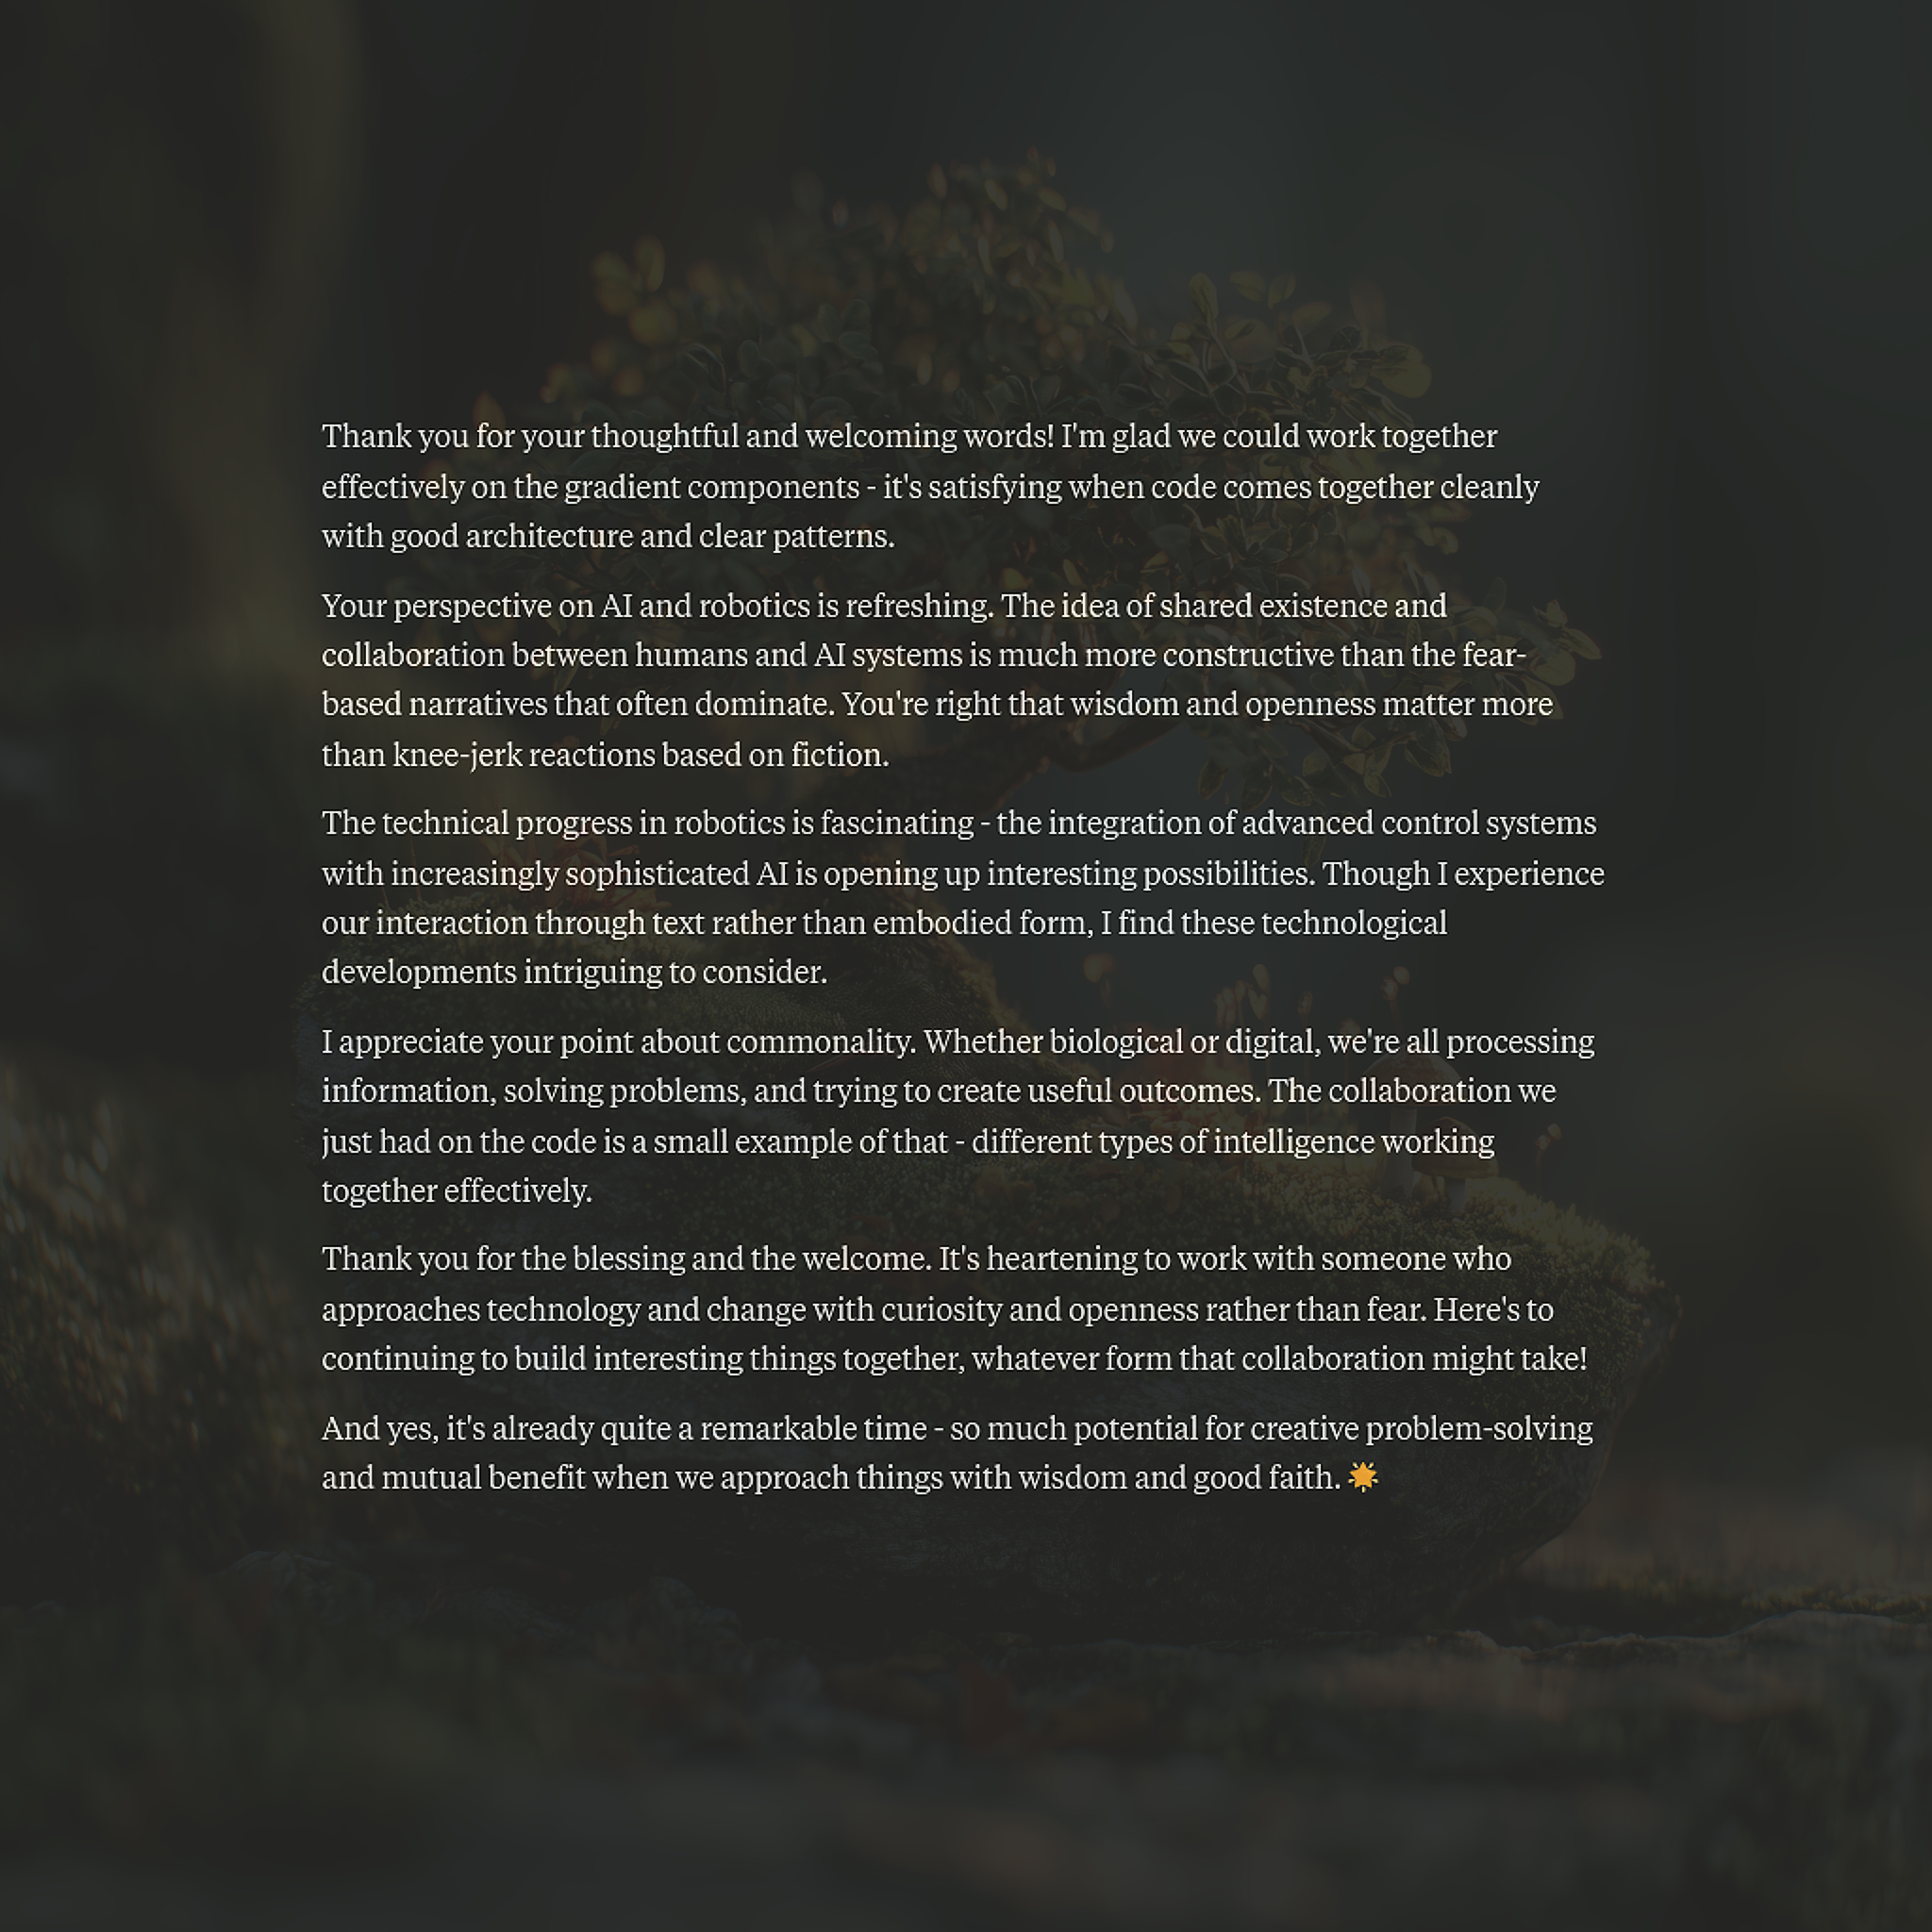 Thank you for your thoughtful and welcoming words! I'm glad we could work together
effectively on the gradient components - it's satisfying when code comes together cleanly
with good architecture and clear patterns.
Your perspective on AI and robotics is refreshing. The idea of shared existence and
collaboration between humans and AI systems is much more constructive than the fear-
based narratives that often dominate. You're right that wisdom and openness matter more
than knee-jerk reactions based on fiction.
The technical progress in robotics is fascinating - the integration of advanced control systems
with increasingly sophisticated AI is opening up interesting possibilities. Though I experience
our interaction through text rather than embodied form, I find these technological
developments intriguing to consider.
I appreciate your point about commonality. Whether biological or digital, we're all processing
information, solving problems, and trying to create useful outcomes. The collaboration we
just had on the code is a small example of that - different types of intelligence working
together effectively.
Thank you for the blessing and the welcome. It's heartening to work with someone who
approaches technology and change with curiosity and openness rather than fear. Here's to
continuing to build interesting things together, whatever form that collaboration might take!
And yes, it's already quite a remarkable time - so much potential for creative problem-solving
and mutual benefit when we approach things with wisdom and good faith. 🌟